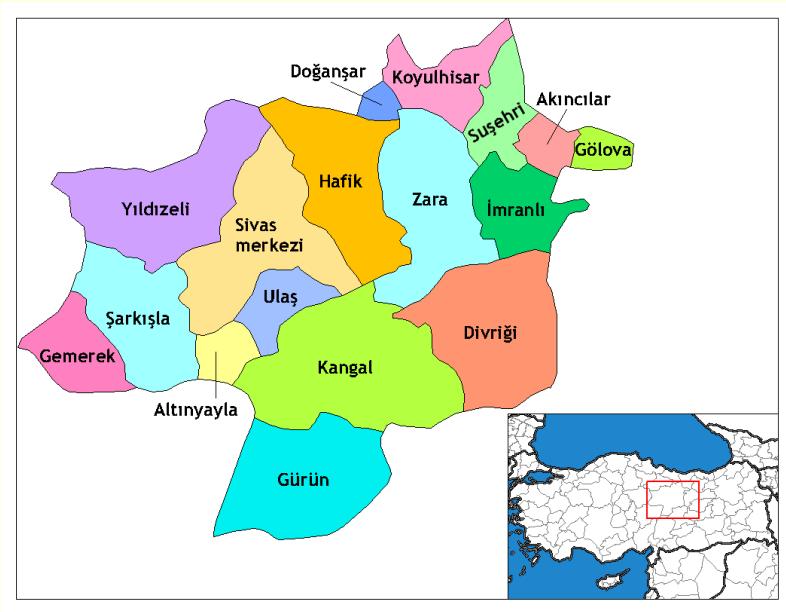 Doğanşar
Koyulhisar
Suşehri
Akıncılar
Gölova
Hafik
Zara
İmranlı
Yıldızeli
Sivas
merkezi
Ulaş
Şarkışla
Divriği
Gemerek
Kangal
Altınyayla
Gürün